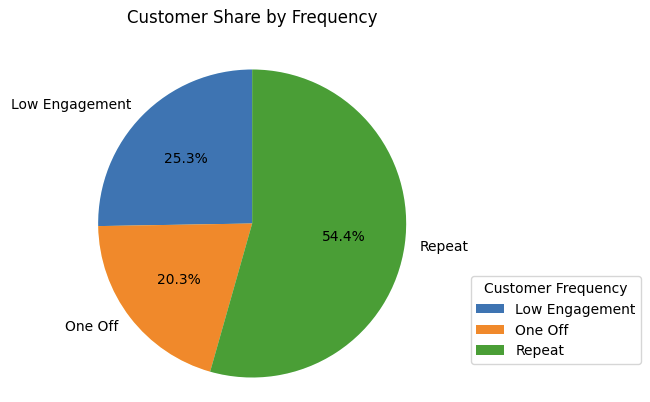 Customer Share by Frequency
Low Engagement
25.3%
54.4%
Repeat
20.3%
One Off
Customer Frequency
Low Engagement
One Off
Repeat